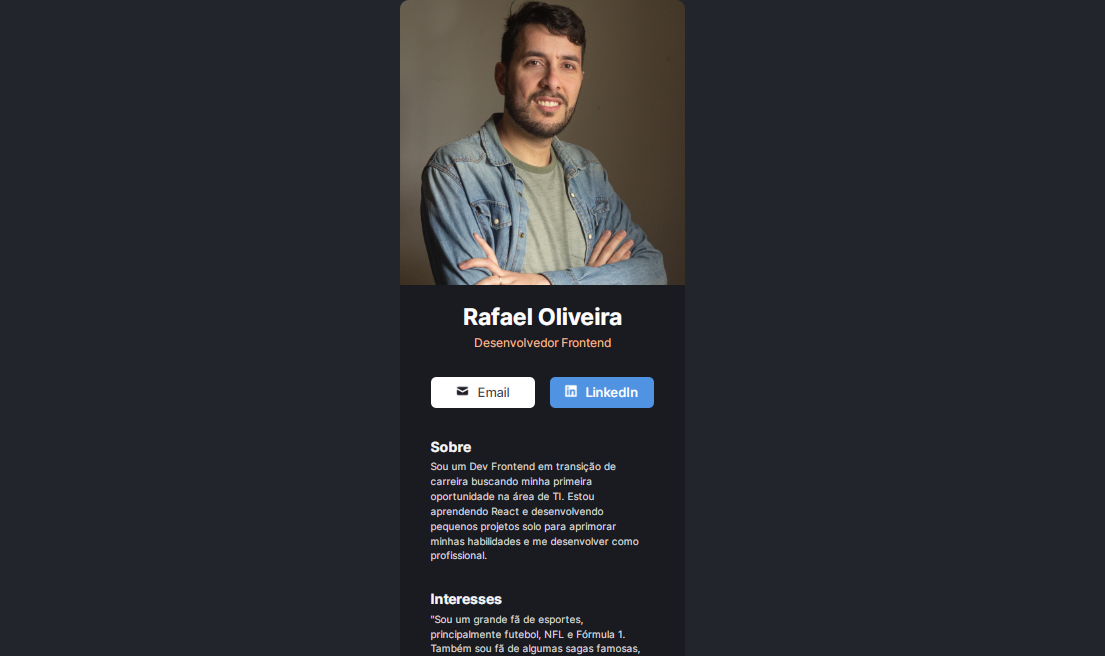 Rafael Oliveira
Desenvolvedor Frontend
Email
LinkedIn
Sobre
Sou um Dev Frontend em transição de
carreira buscando minha primeira
oportunidade na área de TI. Estou
aprendendo React e desenvolvendo
pequenos projetos solo para aprimorar
minhas habilidades e me desenvolver como
profissional.
Interesses
"Sou um grande fã de esportes,
principalmente futebol, NFL e Fórmula 1.
Também sou fã de algumas sagas famosas,